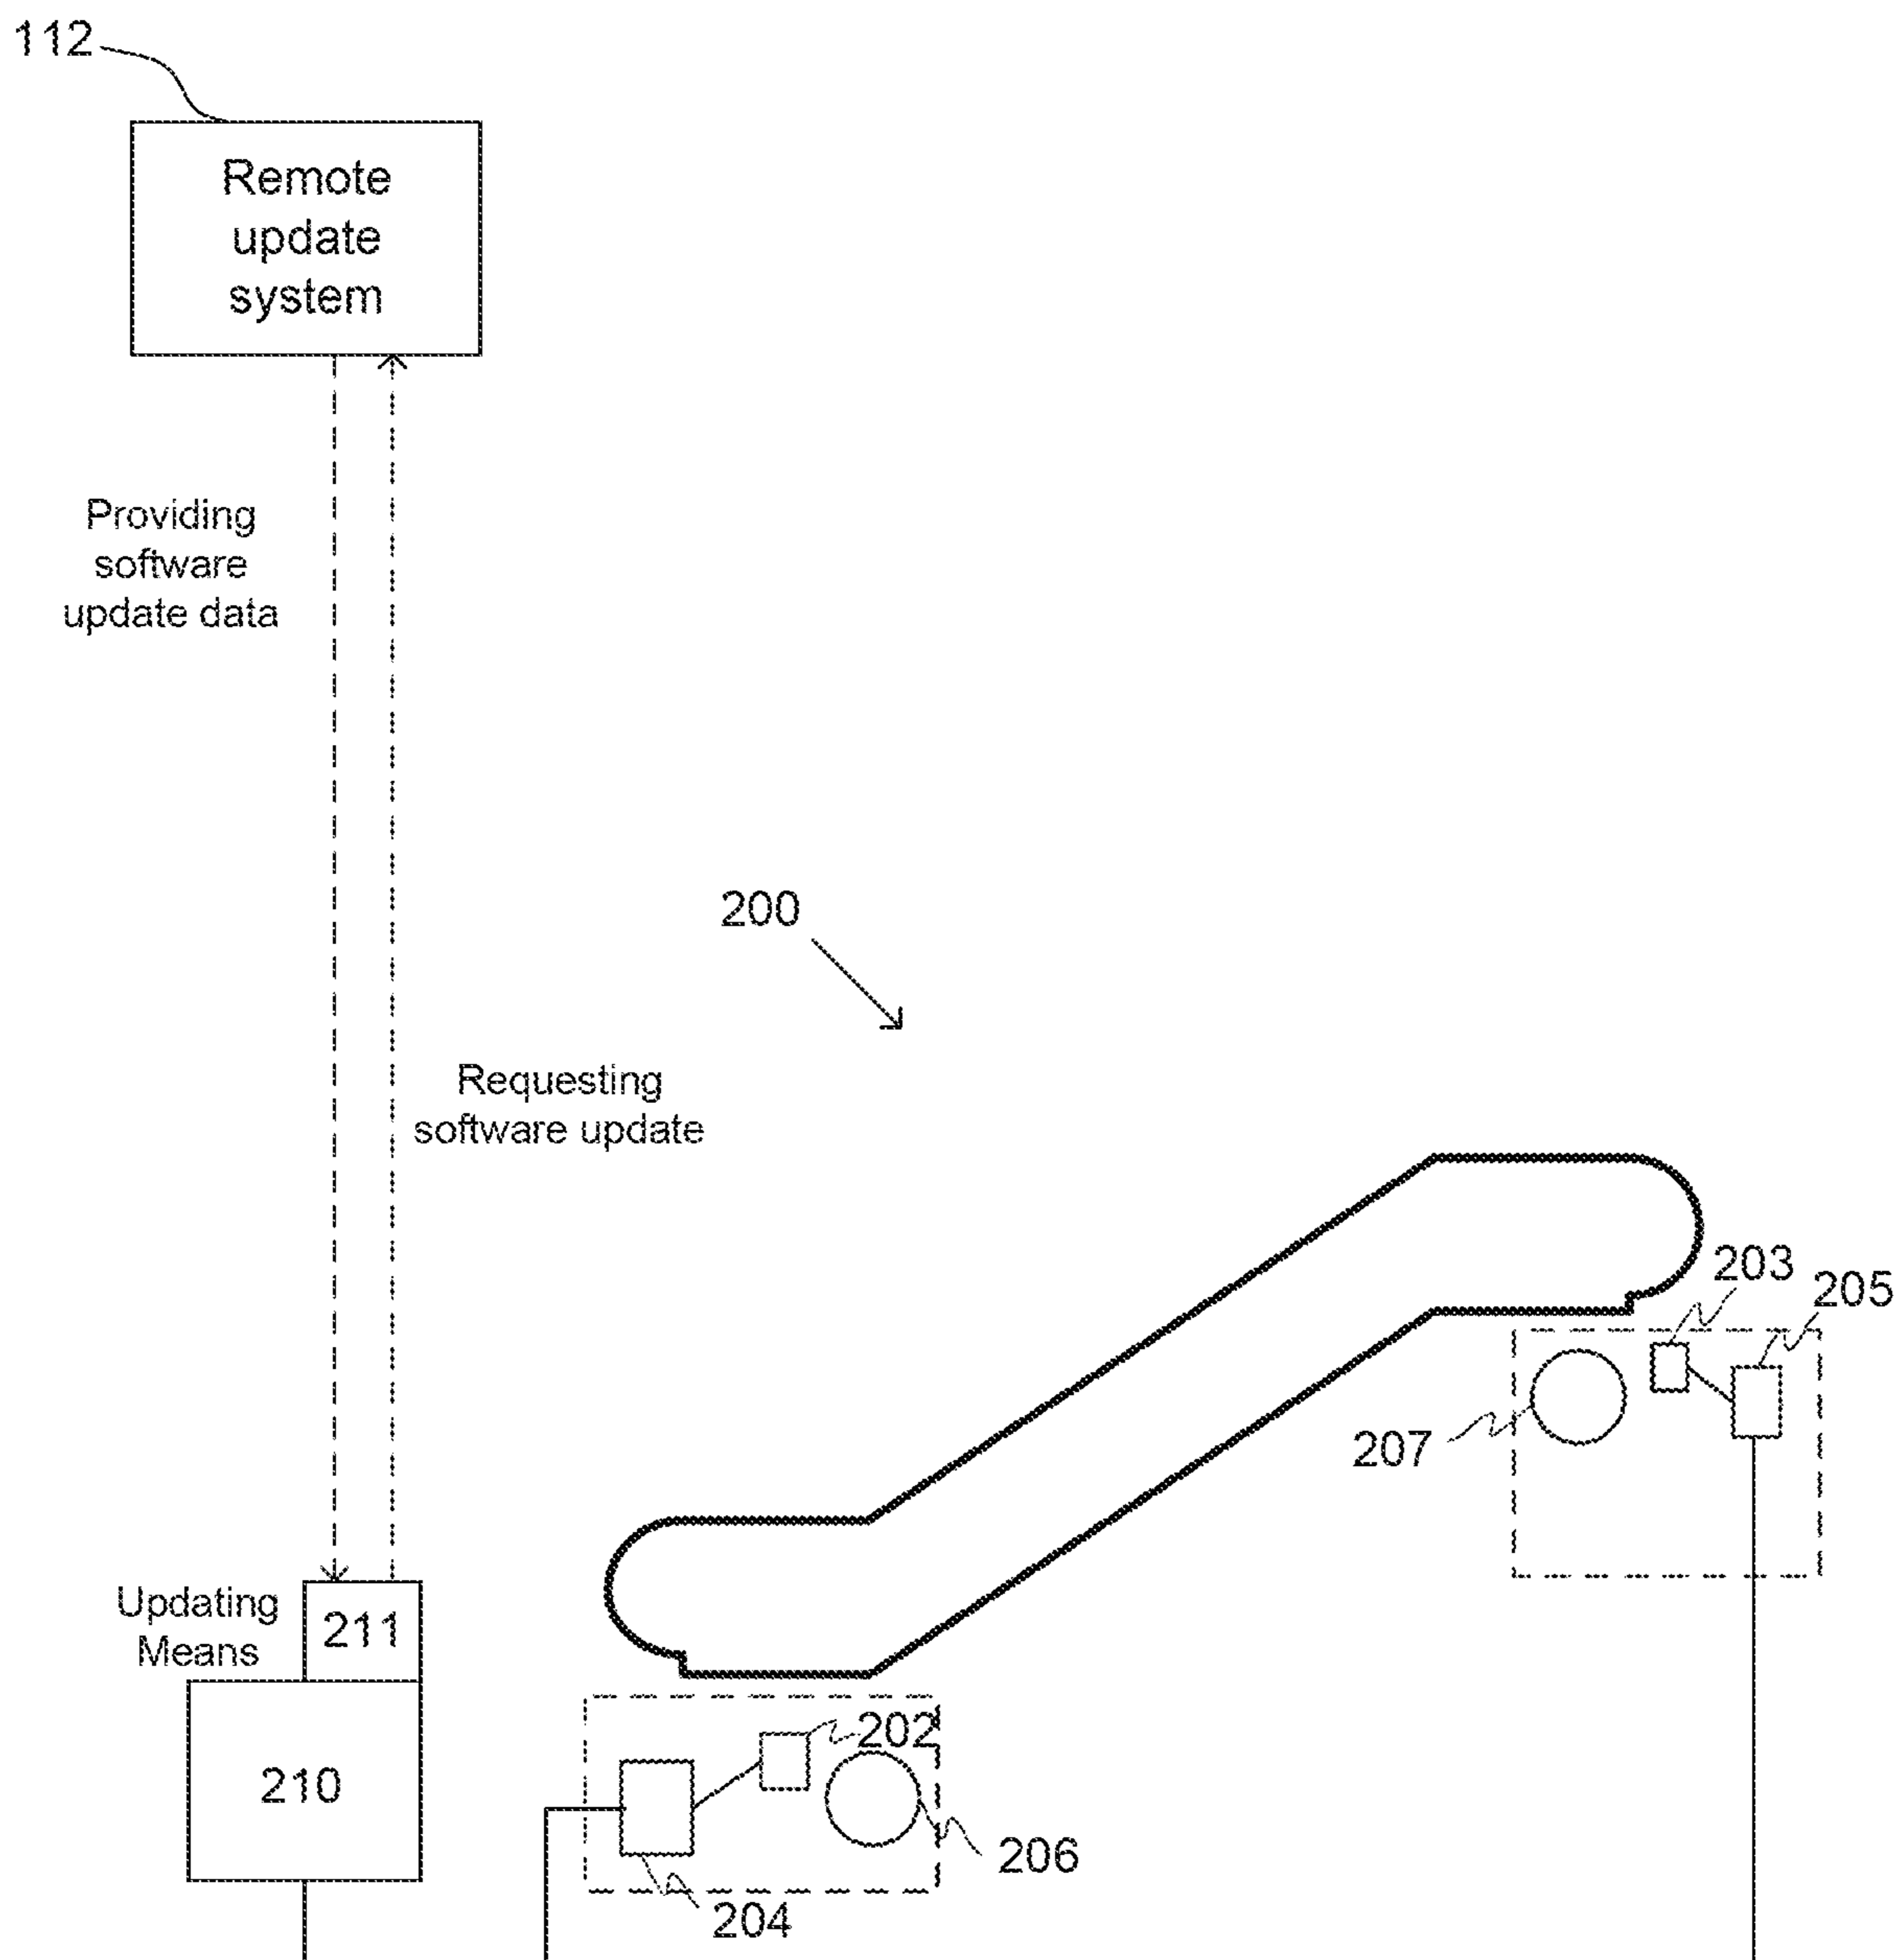 112
Remote
update
system
Providing
software
update data
200
Requesting
software update
203
205
207
Updating
Means
211
202
210
206
204